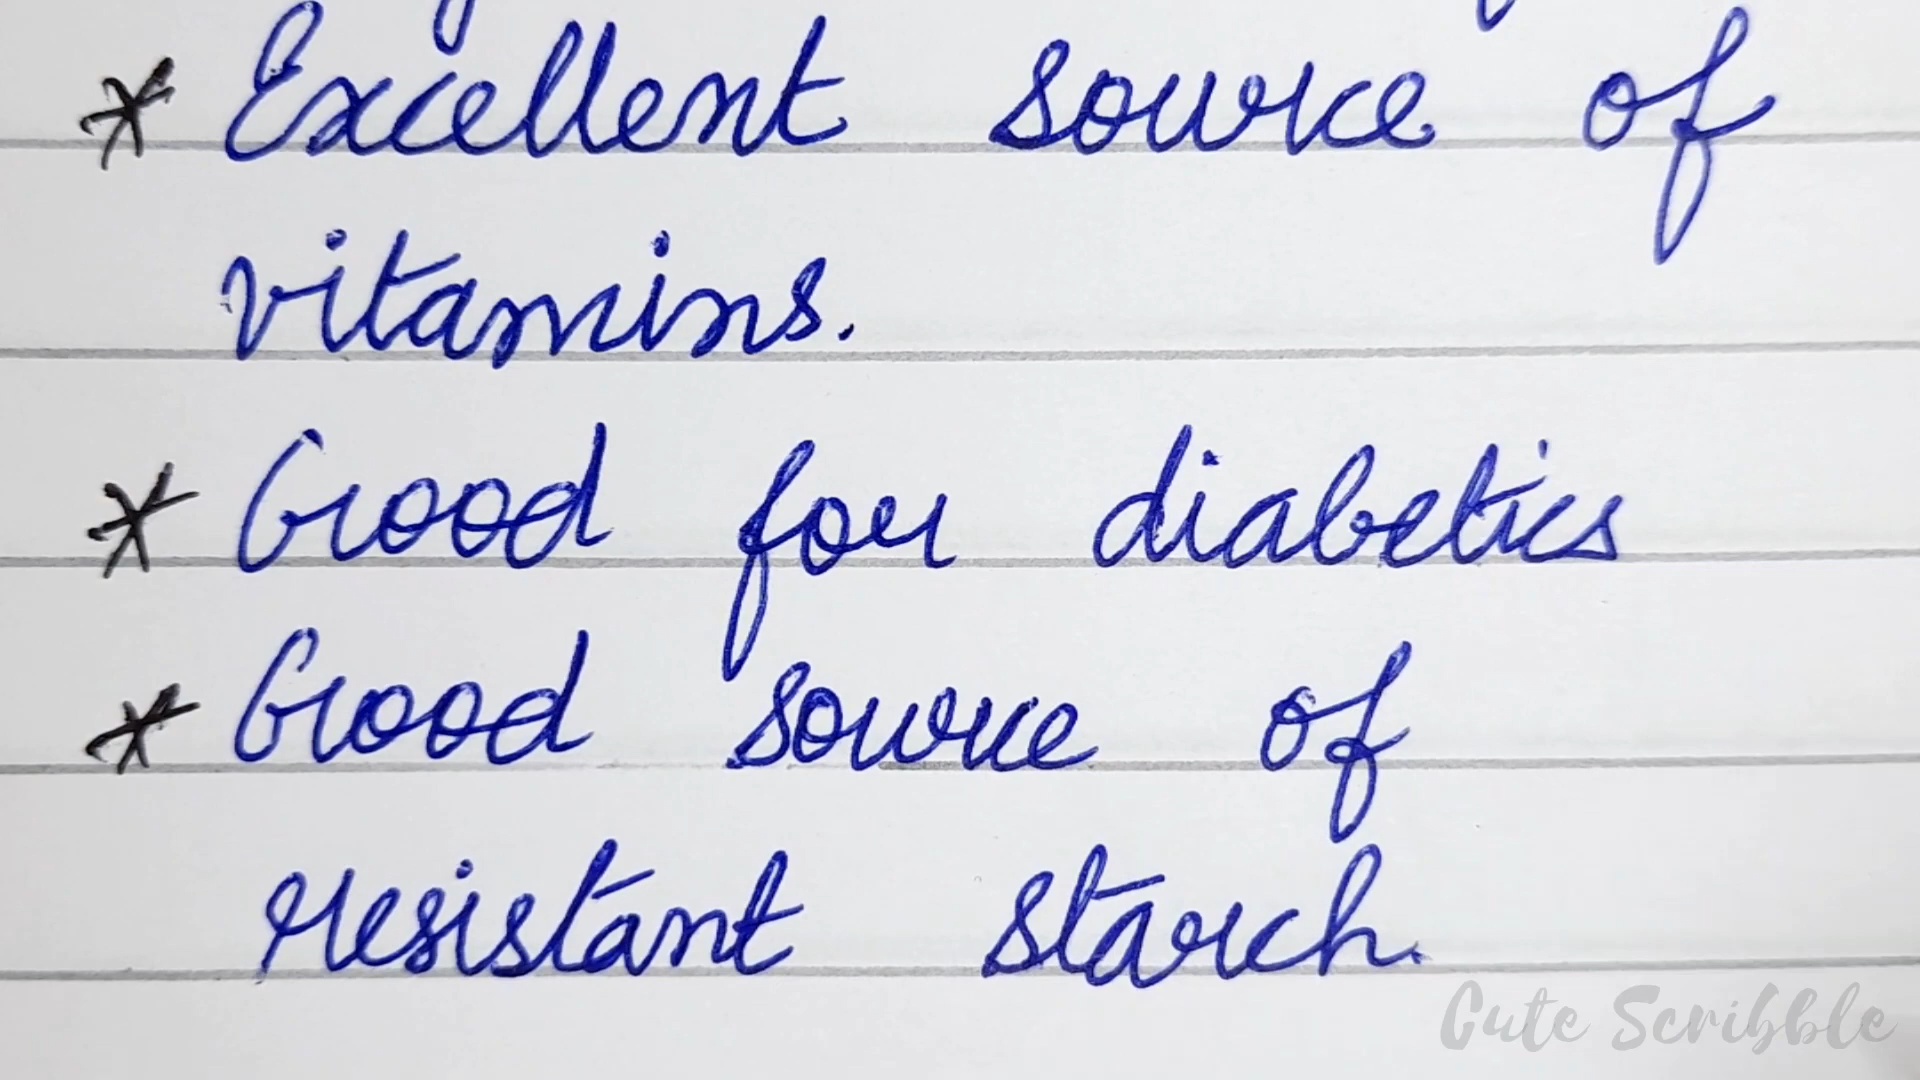 * Excellent source of
vitamins.
* Good for diabetics
* Good source of
resistant starch.
Cute Scribble